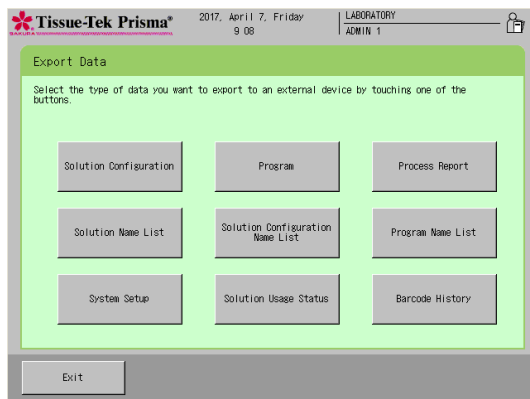 Tissue-Tek Prisma®
SAKURA
2017, April 7, Friday
9 08
LABORATORY
ADMIN 1
Export Data
Select the type of data you want to export to an external device by touching one of the
buttons.
Solution Configuration
Program
Process Report
Solution Name List
Solution Configuration
Name List
Program Name List
System Setup
Solution Usage Status
Barcode History
Exit